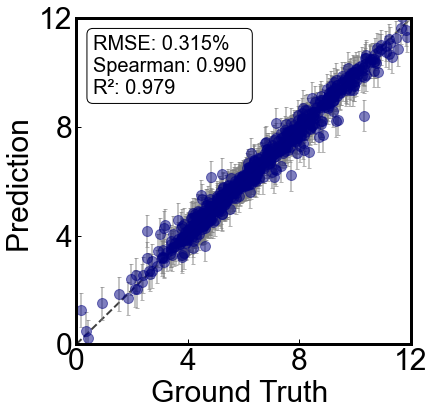 12
RMSE: 0.315%
Spearman: 0.990
R²: 0.979
8
4
0
Prediction
0 4 8 12
Ground Truth